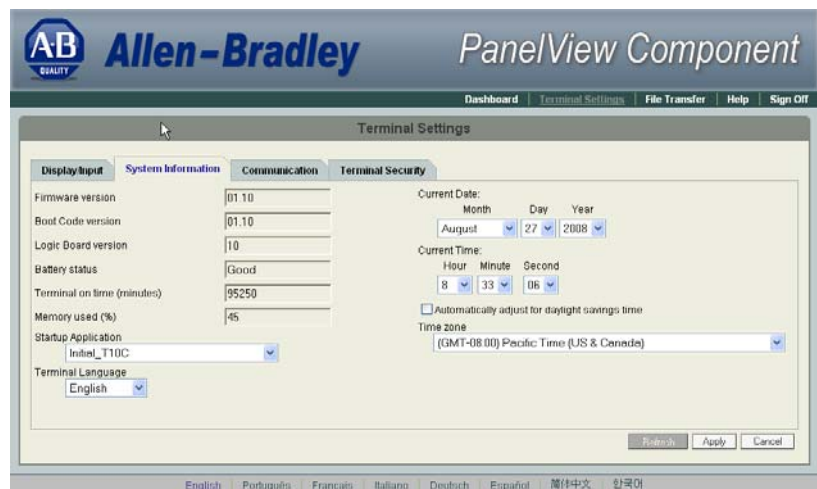 A·B
QUALITY
Allen-Bradley
PanelView Component
Dashboard | Terminal Settings | File Transfer | Help | Sign Off
Terminal Settings
Display/Input
System Information
Communication
Terminal Security
Firmware version 01.10
Boot Code version 01.10
Logic Board version 10
Battery status Good
Terminal on time (minutes) 95250
Memory used (%) 45
Startup Application
Initial_T10C
Terminal Language
English
Current Date:
Month Day Year
August 27 2008
Current Time:
Hour Minute Second
8 33 06
Automatically adjust for daylight savings time
Time zone
(GMT-08:00) Pacific Time (US & Canada)
Refresh Apply Cancel
English | Português | Français | Italiano | Deutsch | Español | 简体中文 | 한국어